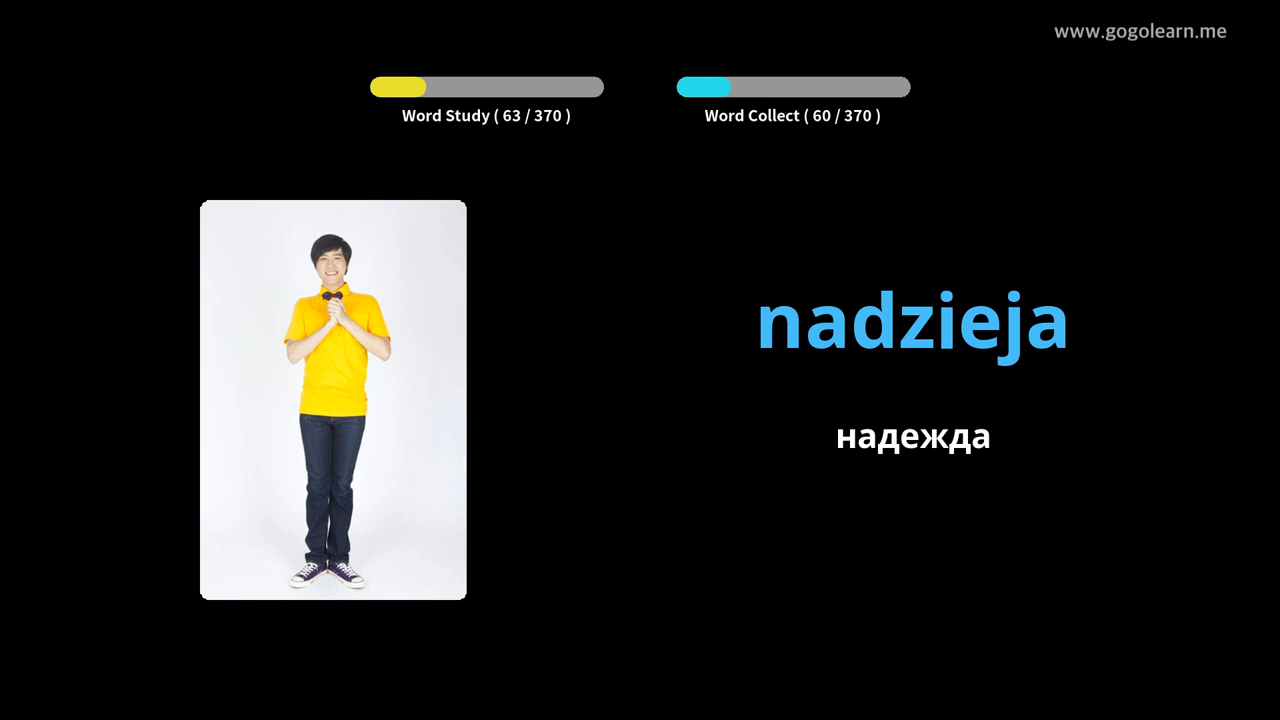 www.gogolearn.me
Word Study ( 63 / 370 )
Word Collect ( 60 / 370 )
nadzieja
надежда